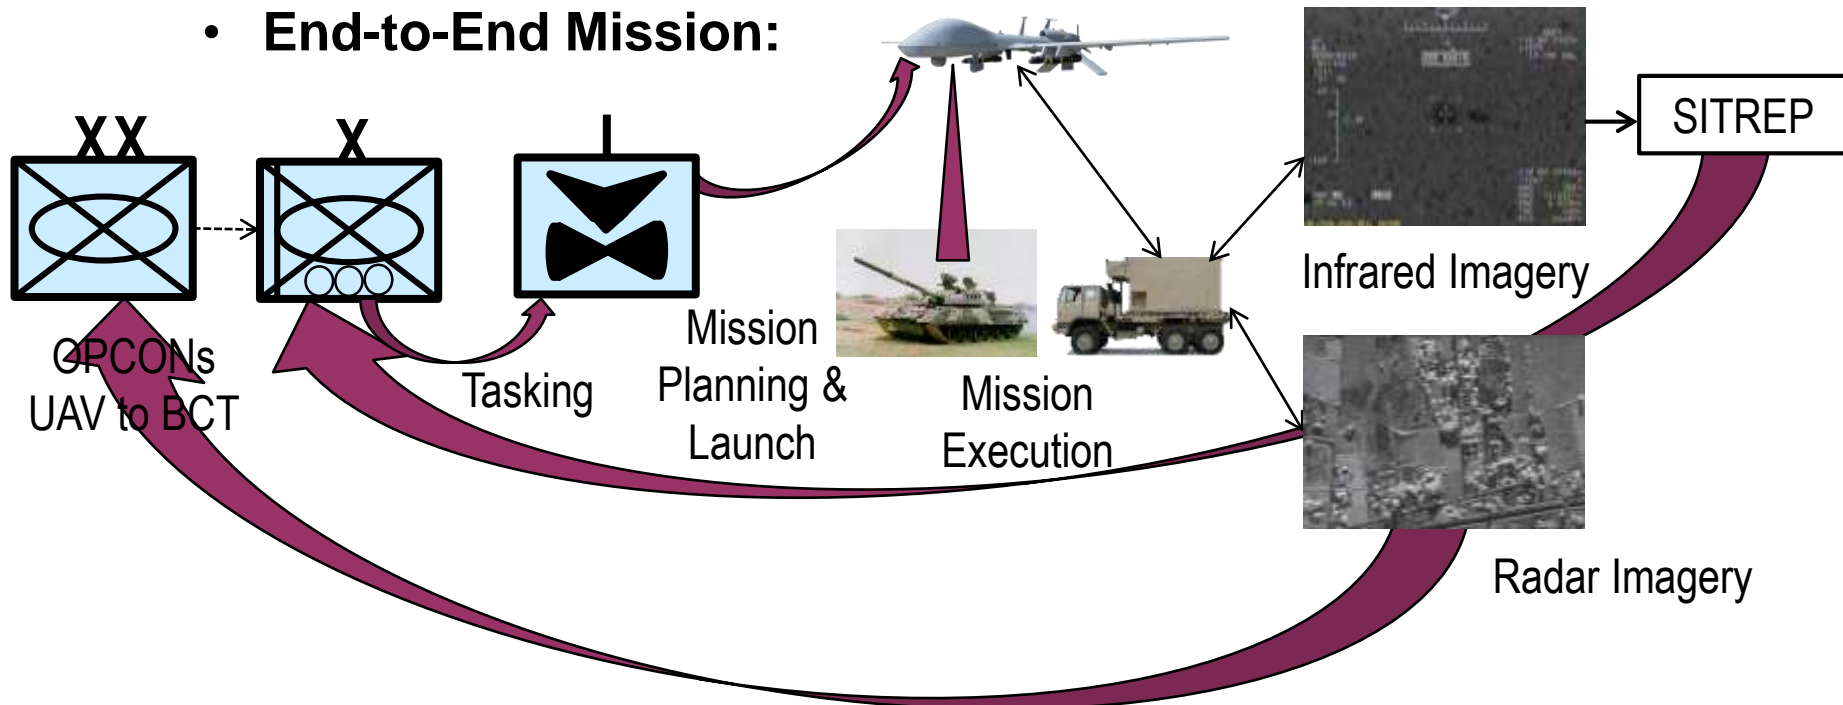 • End-to-End Mission:
XX
X
I
SITREP
Infrared Imagery
OPCONs
UAV to BCT
Tasking
Mission
Planning &
Launch
Mission
Execution
Radar Imagery